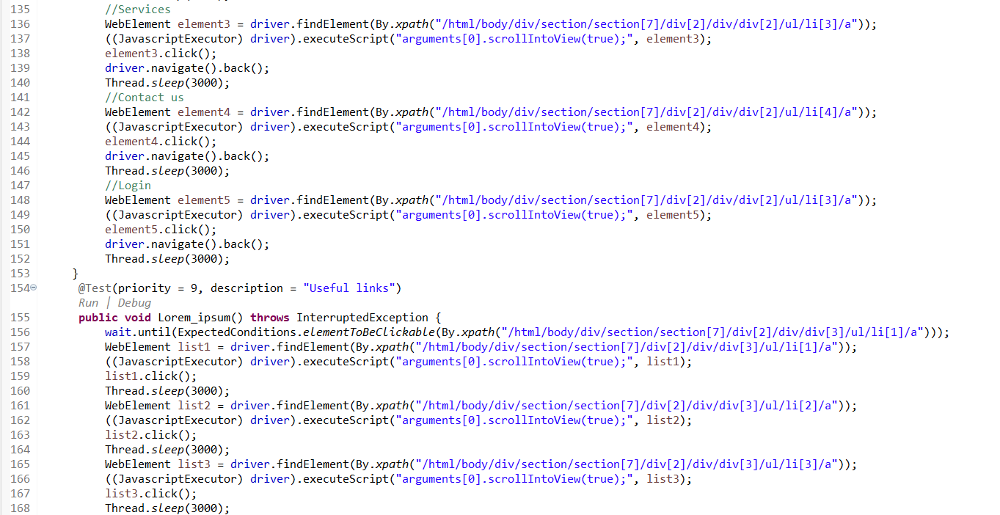 135 //Services
136 WebElement element3 = driver.findElement(By.xpath("/html/body/div/section/section[7]/div[2]/div/div[2]/ul/li[3]/a"));
137 ((JavascriptExecutor) driver).executeScript("arguments[0].scrollIntoView(true);", element3);
138 element3.click();
139 driver.navigate().back();
140 Thread.sleep(3000);
141 //Contact us
142 WebElement element4 = driver.findElement(By.xpath("/html/body/div/section/section[7]/div[2]/div/div[2]/ul/li[4]/a"));
143 ((JavascriptExecutor) driver).executeScript("arguments[0].scrollIntoView(true);", element4);
144 element4.click();
145 driver.navigate().back();
146 Thread.sleep(3000);
147 //Login
148 WebElement element5 = driver.findElement(By.xpath("/html/body/div/section/section[7]/div[2]/div/div[2]/ul/li[3]/a"));
149 ((JavascriptExecutor) driver).executeScript("arguments[0].scrollIntoView(true);", element5);
150 element5.click();
151 driver.navigate().back();
152 Thread.sleep(3000);
153 }
154 @Test(priority = 9, description = "Useful links")
Run | Debug
155 public void Lorem_ipsum() throws InterruptedException {
156 wait.until(ExpectedConditions.elementToBeClickable(By.xpath("/html/body/div/section/section[7]/div[2]/div/div[3]/ul/li[1]/a")));
157 WebElement list1 = driver.findElement(By.xpath("/html/body/div/section/section[7]/div[2]/div/div[3]/ul/li[1]/a"));
158 ((JavascriptExecutor) driver).executeScript("arguments[0].scrollIntoView(true);", list1);
159 list1.click();
160 Thread.sleep(3000);
161 WebElement list2 = driver.findElement(By.xpath("/html/body/div/section/section[7]/div[2]/div/div[3]/ul/li[2]/a"));
162 ((JavascriptExecutor) driver).executeScript("arguments[0].scrollIntoView(true);", list2);
163 list2.click();
164 Thread.sleep(3000);
165 WebElement list3 = driver.findElement(By.xpath("/html/body/div/section/section[7]/div[2]/div/div[3]/ul/li[3]/a"));
166 ((JavascriptExecutor) driver).executeScript("arguments[0].scrollIntoView(true);", list3);
167 list3.click();
168 Thread.sleep(3000);